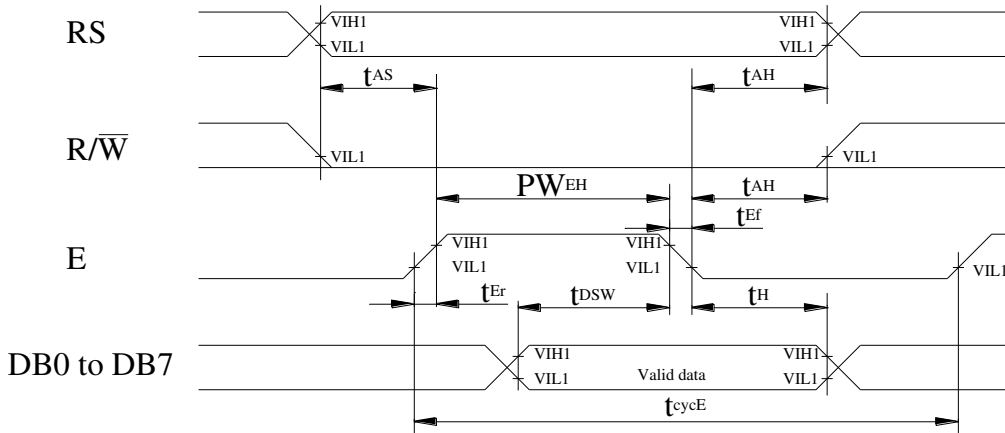 RS
VIH1 VIH1
VIL1 VIL1
tAS tAH
R/W̅
VIL1 VIL1
PWEH tAH
tEf
E
VIH1 VIH1
VIL1 VIL1 VIL1
tEr tDSW tH
DB0 to DB7
VIH1 VIH1
VIL1 Valid data VIL1
tcycE